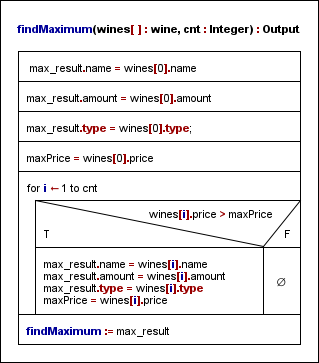 findMaximum(wines[ ] : wine, cnt : Integer) : Output
max_result.name = wines[0].name
max_result.amount = wines[0].amount
max_result.type = wines[0].type;
maxPrice = wines[0].price
for i ← 1 to cnt
wines[i].price > maxPrice
T F
max_result.name = wines[i].name
max_result.amount = wines[i].amount
max_result.type = wines[i].type
maxPrice = wines[i].price
∅
findMaximum := max_result